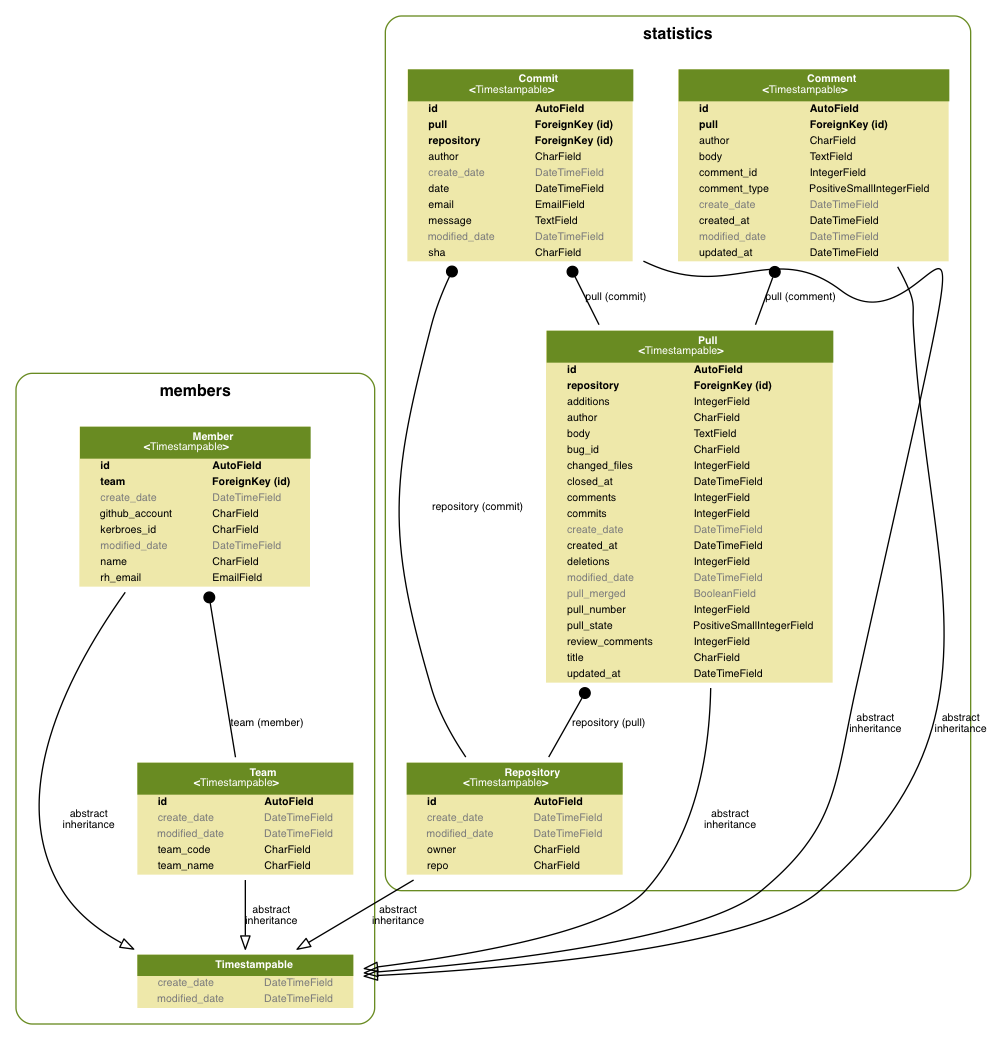 statistics
Commit
<Timestampable>
id AutoField
pull ForeignKey (id)
repository ForeignKey (id)
author CharField
create_date DateTimeField
date DateTimeField
email EmailField
message TextField
modified_date DateTimeField
sha CharField
Comment
<Timestampable>
id AutoField
pull ForeignKey (id)
author CharField
body TextField
comment_id IntegerField
comment_type PositiveSmallIntegerField
create_date DateTimeField
created_at DateTimeField
modified_date DateTimeField
updated_at DateTimeField
pull (commit)
pull (comment)
Pull
<Timestampable>
id AutoField
repository ForeignKey (id)
additions IntegerField
author CharField
body TextField
bug_id CharField
changed_files IntegerField
closed_at DateTimeField
comments IntegerField
commits IntegerField
create_date DateTimeField
created_at DateTimeField
deletions IntegerField
modified_date DateTimeField
pull_merged BooleanField
pull_number IntegerField
pull_state PositiveSmallIntegerField
review_comments IntegerField
title CharField
updated_at DateTimeField
members
Member
<Timestampable>
id AutoField
team ForeignKey (id)
create_date DateTimeField
github_account CharField
kerbroes_id CharField
modified_date DateTimeField
name CharField
rh_email EmailField
repository (commit)
team (member)
repository (pull)
abstract
inheritance
abstract
inheritance
Team
<Timestampable>
id AutoField
create_date DateTimeField
modified_date DateTimeField
team_code CharField
team_name CharField
Repository
<Timestampable>
id AutoField
create_date DateTimeField
modified_date DateTimeField
owner CharField
repo CharField
abstract
inheritance
abstract
inheritance
abstract
inheritance
abstract
inheritance
Timestampable
create_date DateTimeField
modified_date DateTimeField